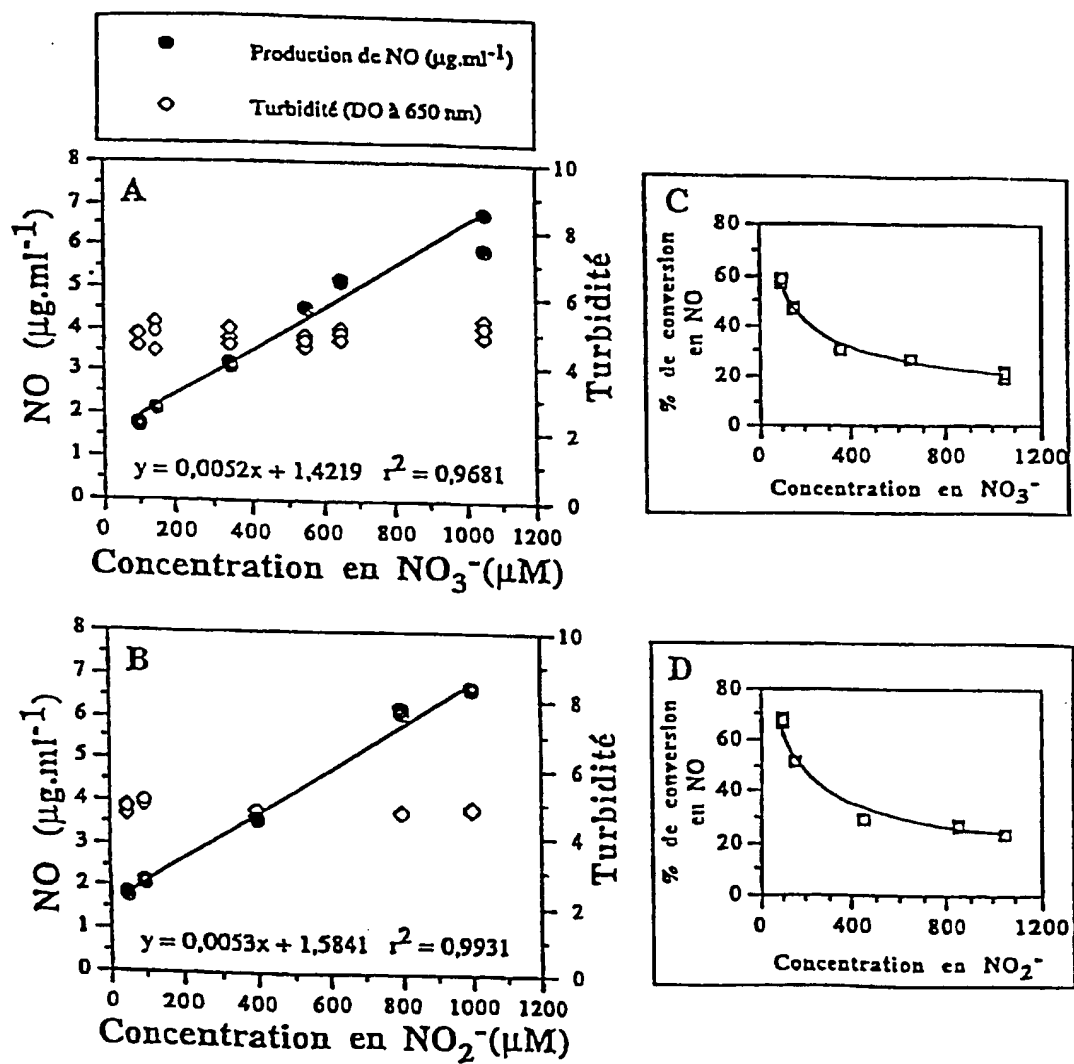 Production de NO (µg.ml⁻¹)
Turbidité (DO à 650 nm)
A
NO (µg.ml⁻¹)
8
7
6
5
4
3
2
1
0
10
8
6
4
2
0
Turbidité
y = 0,0052x + 1,4219 r² = 0,9681
0 200 400 600 800 1000 1200
Concentration en NO₃⁻(µM)
C
% de conversion
en NO
80
60
40
20
0
0 400 800 1200
Concentration en NO₃⁻
B
NO (µg.ml⁻¹)
8
7
6
5
4
3
2
1
0
10
8
6
4
2
0
Turbidité
y = 0,0053x + 1,5841 r² = 0,9931
0 200 400 600 800 1000 1200
Concentration en NO₂⁻(µM)
D
% de conversion
en NO
80
60
40
20
0
0 400 800 1200
Concentration en NO₂⁻